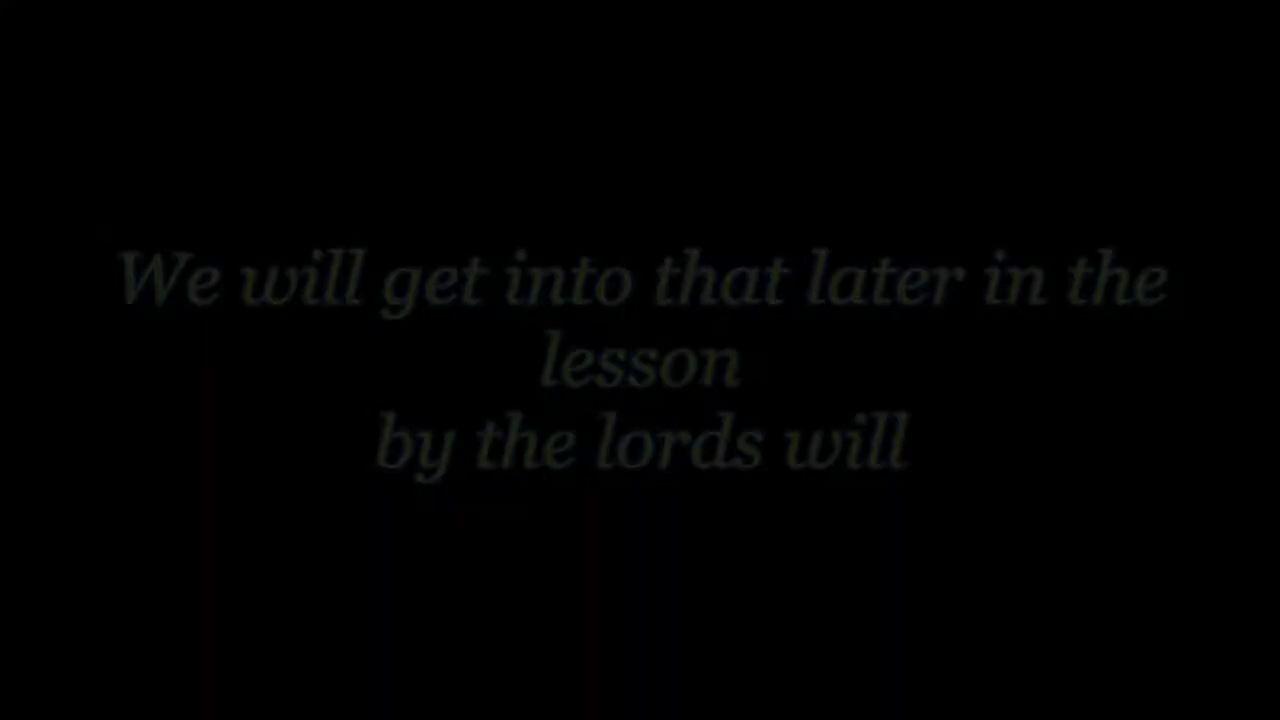 We will get into that later in the
lesson
by the lords will